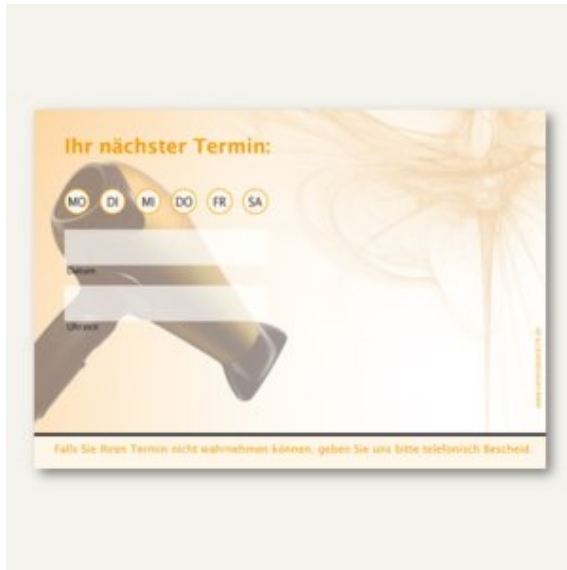 Ihr nächster Termin:
MO DI MI DO FR SA
Datum
Uhrzeit
Falls Sie Ihren Termin nicht wahrnehmen können, geben Sie uns bitte telefonisch Bescheid.